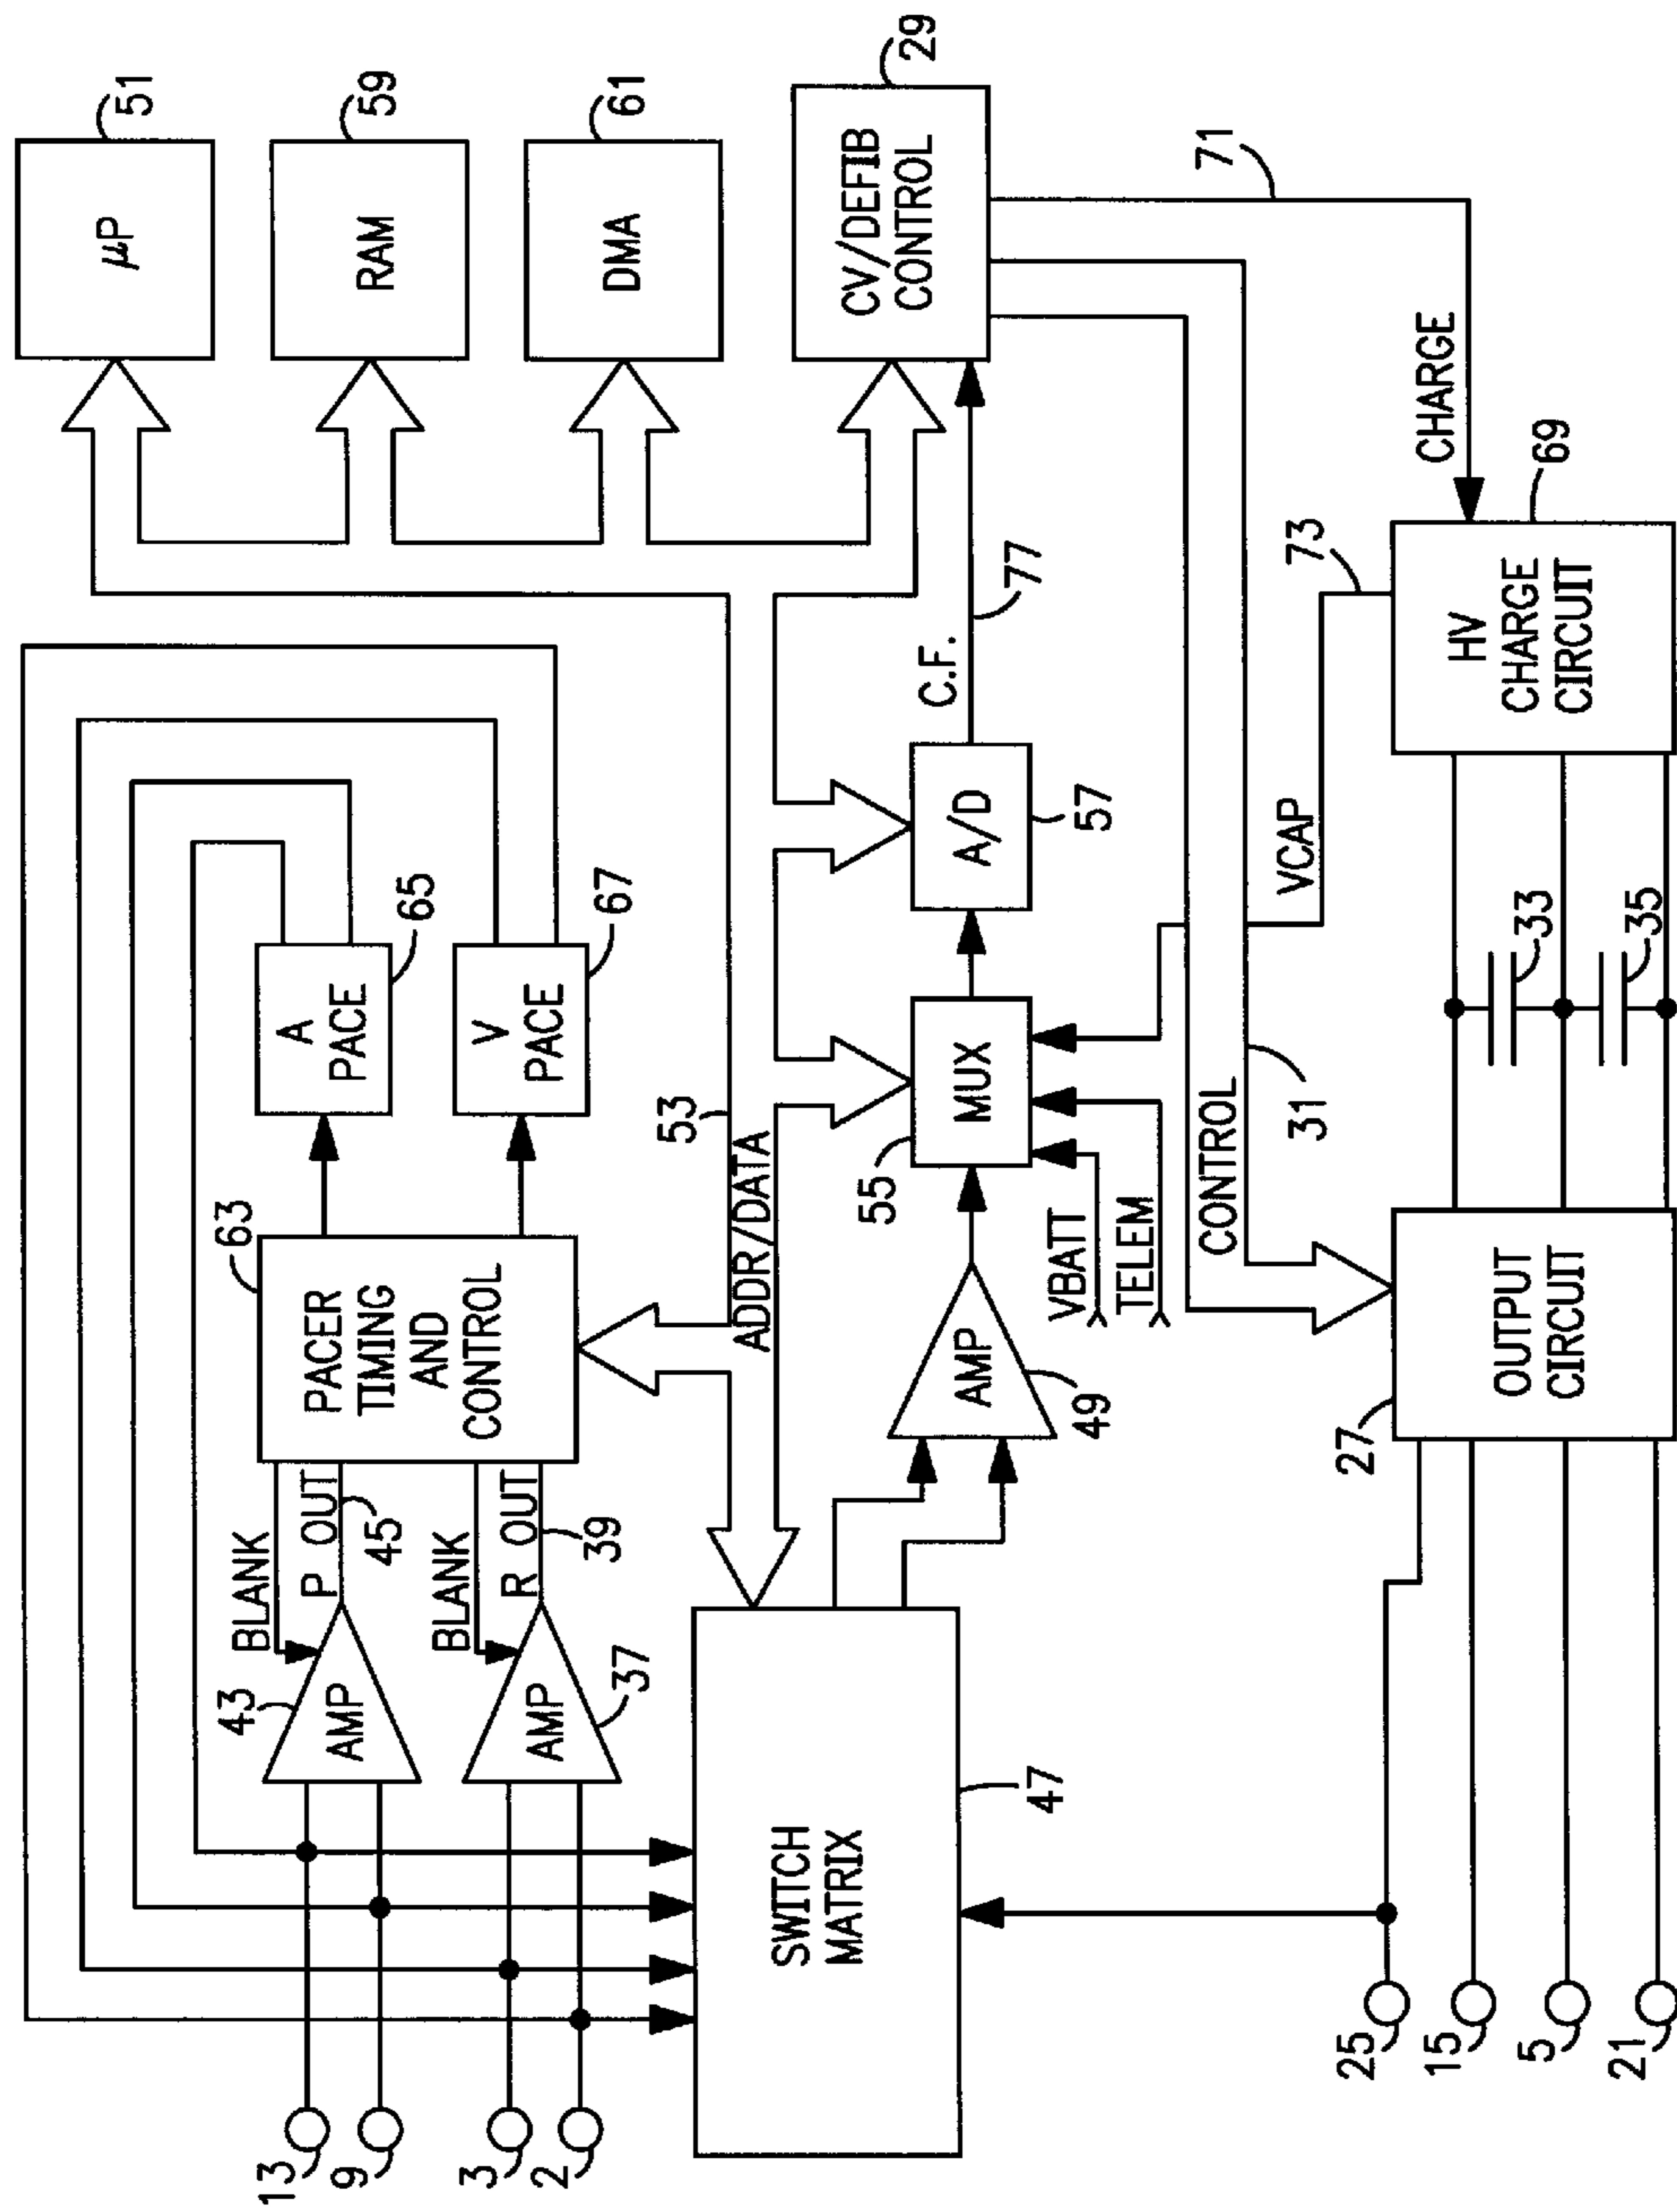 13
9
3
2
43
AMP
BLANK
P OUT
45
37
AMP
BLANK
R OUT
39
63
PACER
TIMING
AND
CONTROL
A
PACE
65
V
PACE
67
μP
51
RAM
59
DMA
61
CV/DEFIB
CONTROL
29
53
ADDR/DATA
SWITCH
MATRIX
47
AMP
49
55
MUX
VBATT
TELEM
A/D
57
C.F.
77
CONTROL
31
VCAP
73
CHARGE
71
25
15
5
21
27
OUTPUT
CIRCUIT
33
35
HV
CHARGE
CIRCUIT
69